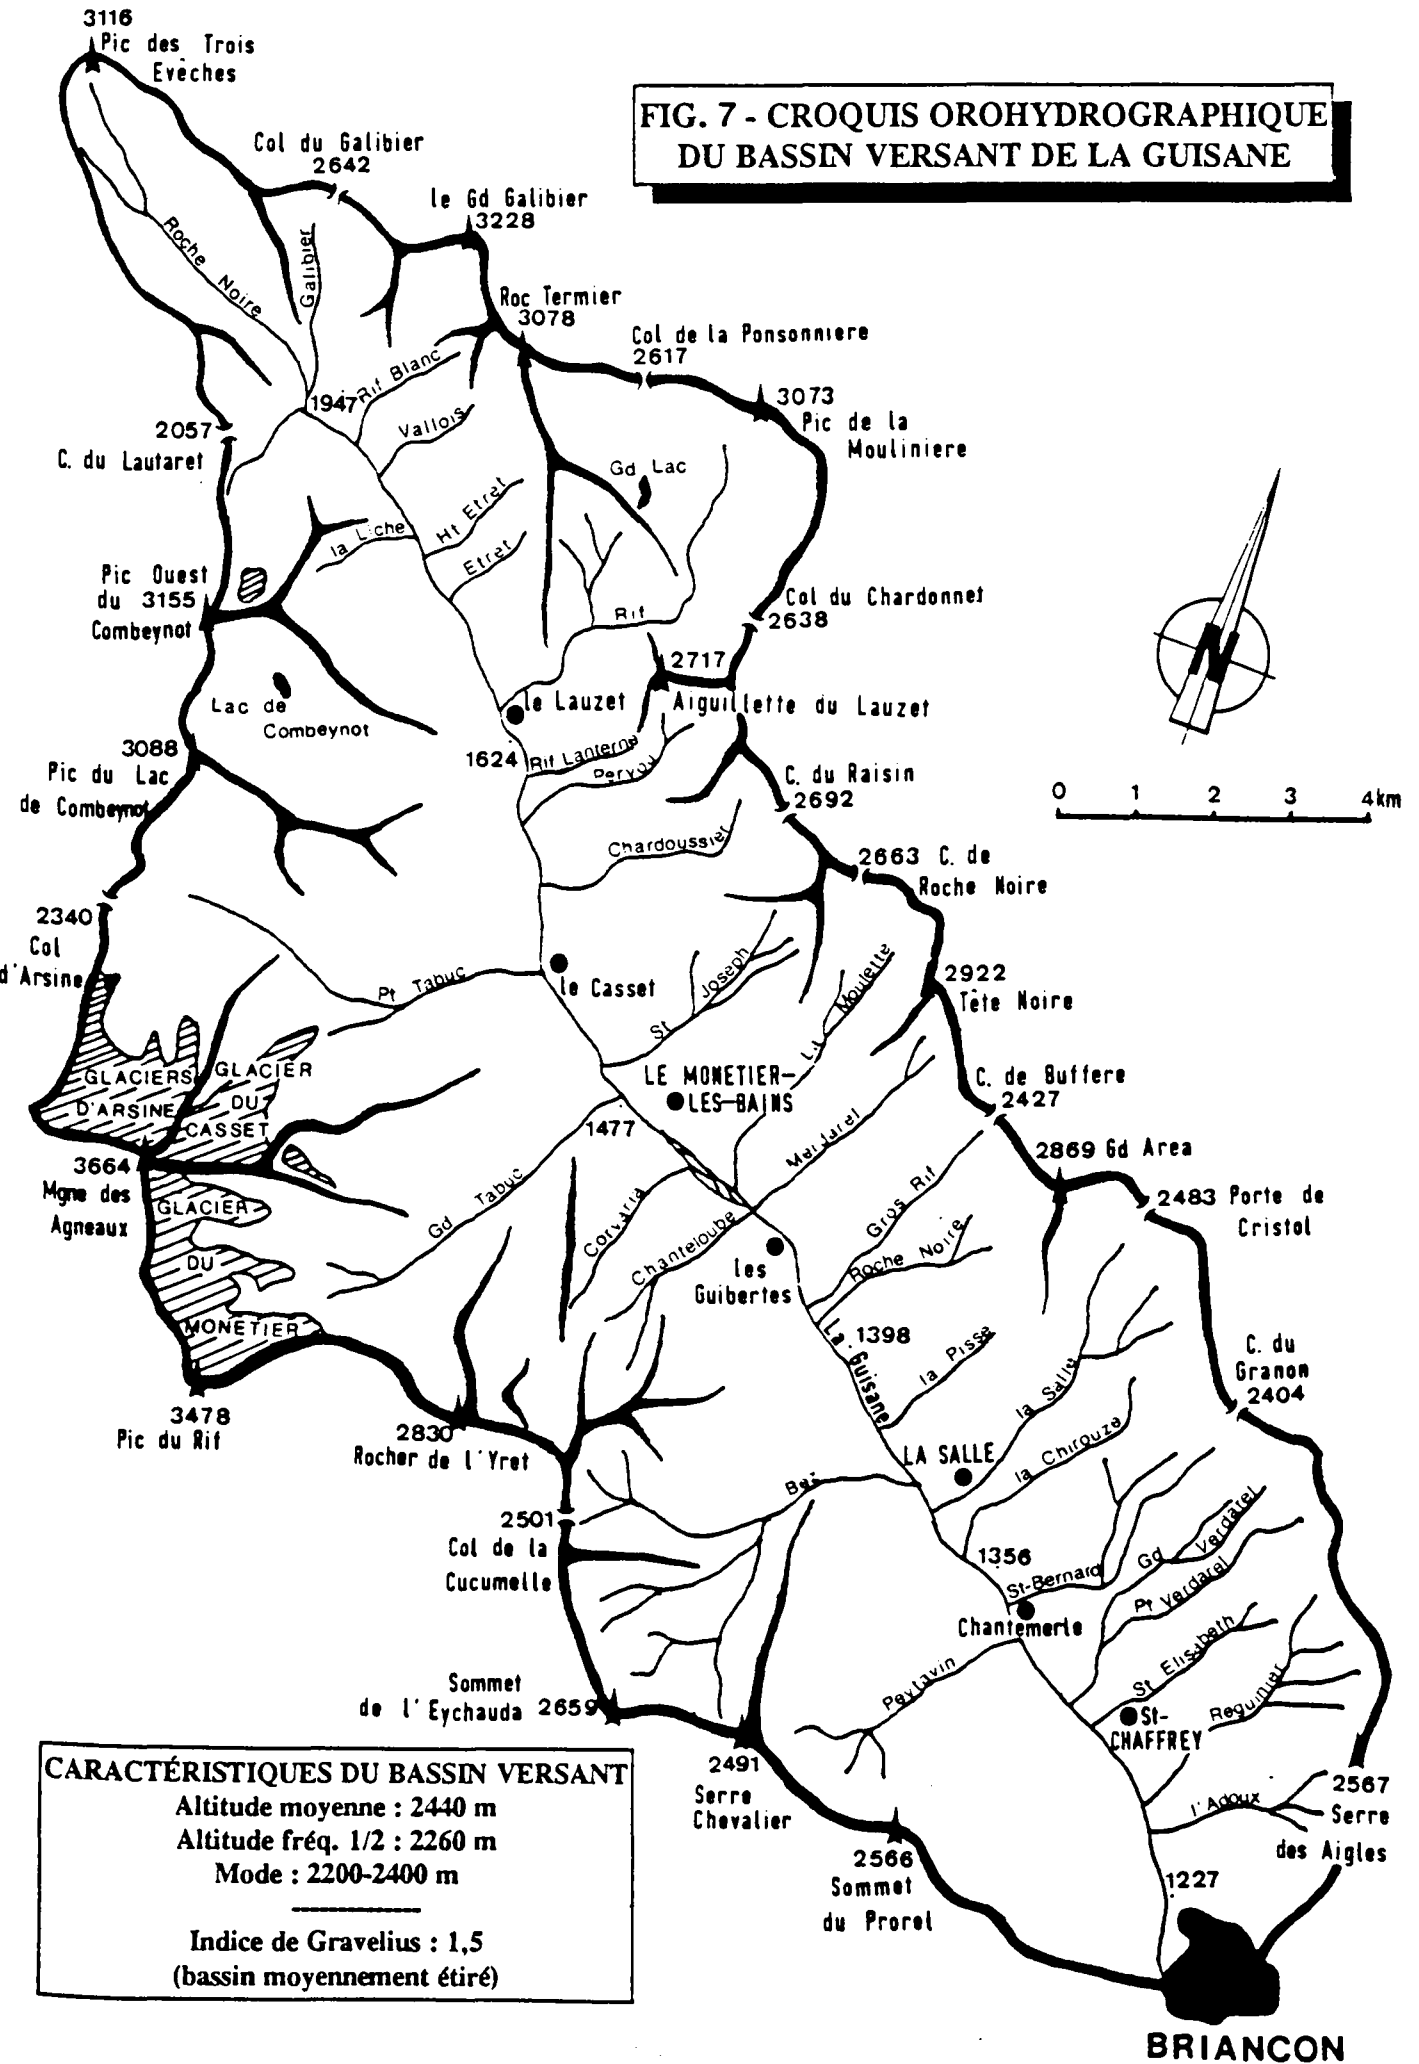 3116
Pic des Trois
Evêches
FIG. 7 - CROQUIS OROHYDROGRAPHIQUE
DU BASSIN VERSANT DE LA GUISANE
Col du Galibier
2642
le Gd Galibier
3228
Roche Noire
Galibier
Roc Termier
3078
Col de la Ponsonniere
2617
3073
Pic de la
Mouliniere
1947
Rif Blanc
Vallois
2057
C. du Lautaret
Gd Lac
Ht Etret
la Liche
Etret
Pic Ouest
du 3155
Combeynot
Rif
Col du Chardonnet
2638
2717
Aiguillette du Lauzet
le Lauzet
Lac de
Combeynot
3088
Pic du Lac
de Combeynot
1624
Rif Lanterna
Pervou
C. du Raisin
2692
N
0 1 2 3 4km
Chardoussier
2663 C. de
Roche Noire
2340
Col
d'Arsine
Pt Tabuc
le Casset
St Joseph
La Moulette
2922
Tête Noire
GLACIERS
D'ARSINE
GLACIER
DU
CASSET
LE MONETIER-
LES-BAINS
C. de Buffere
2427
1477
Merdarel
2869 Gd Area
3664
Mgne des
Agneaux
Gd Tabuc
Corvaria
Chanteloube
Gros Rif
Roche Noire
2483 Porte de
Cristol
GLACIER
DU
MONETIER
les
Guibertes
La Guisane
1398
la Pisse
la Salle
C. du
Granon
2404
3478
Pic du Rif
2830
Rocher de l'Yret
LA SALLE
la Chirouze
Bez
2501
Col de la
Cucumelle
1356
St-Bernard
Gd Verdarel
Pt Verdarel
Chantemerle
St Elisabeth
Peytavin
Reguinier
St-
CHAFFREY
Sommet
de l'Eychauda 2659
2491
Serre
Chevalier
2567
Serre
des Aigles
l'Adoux
2566
Sommet
du Prorel
1227
CARACTÉRISTIQUES DU BASSIN VERSANT
Altitude moyenne : 2440 m
Altitude fréq. 1/2 : 2260 m
Mode : 2200-2400 m
Indice de Gravelius : 1,5
(bassin moyennement étiré)
BRIANCON